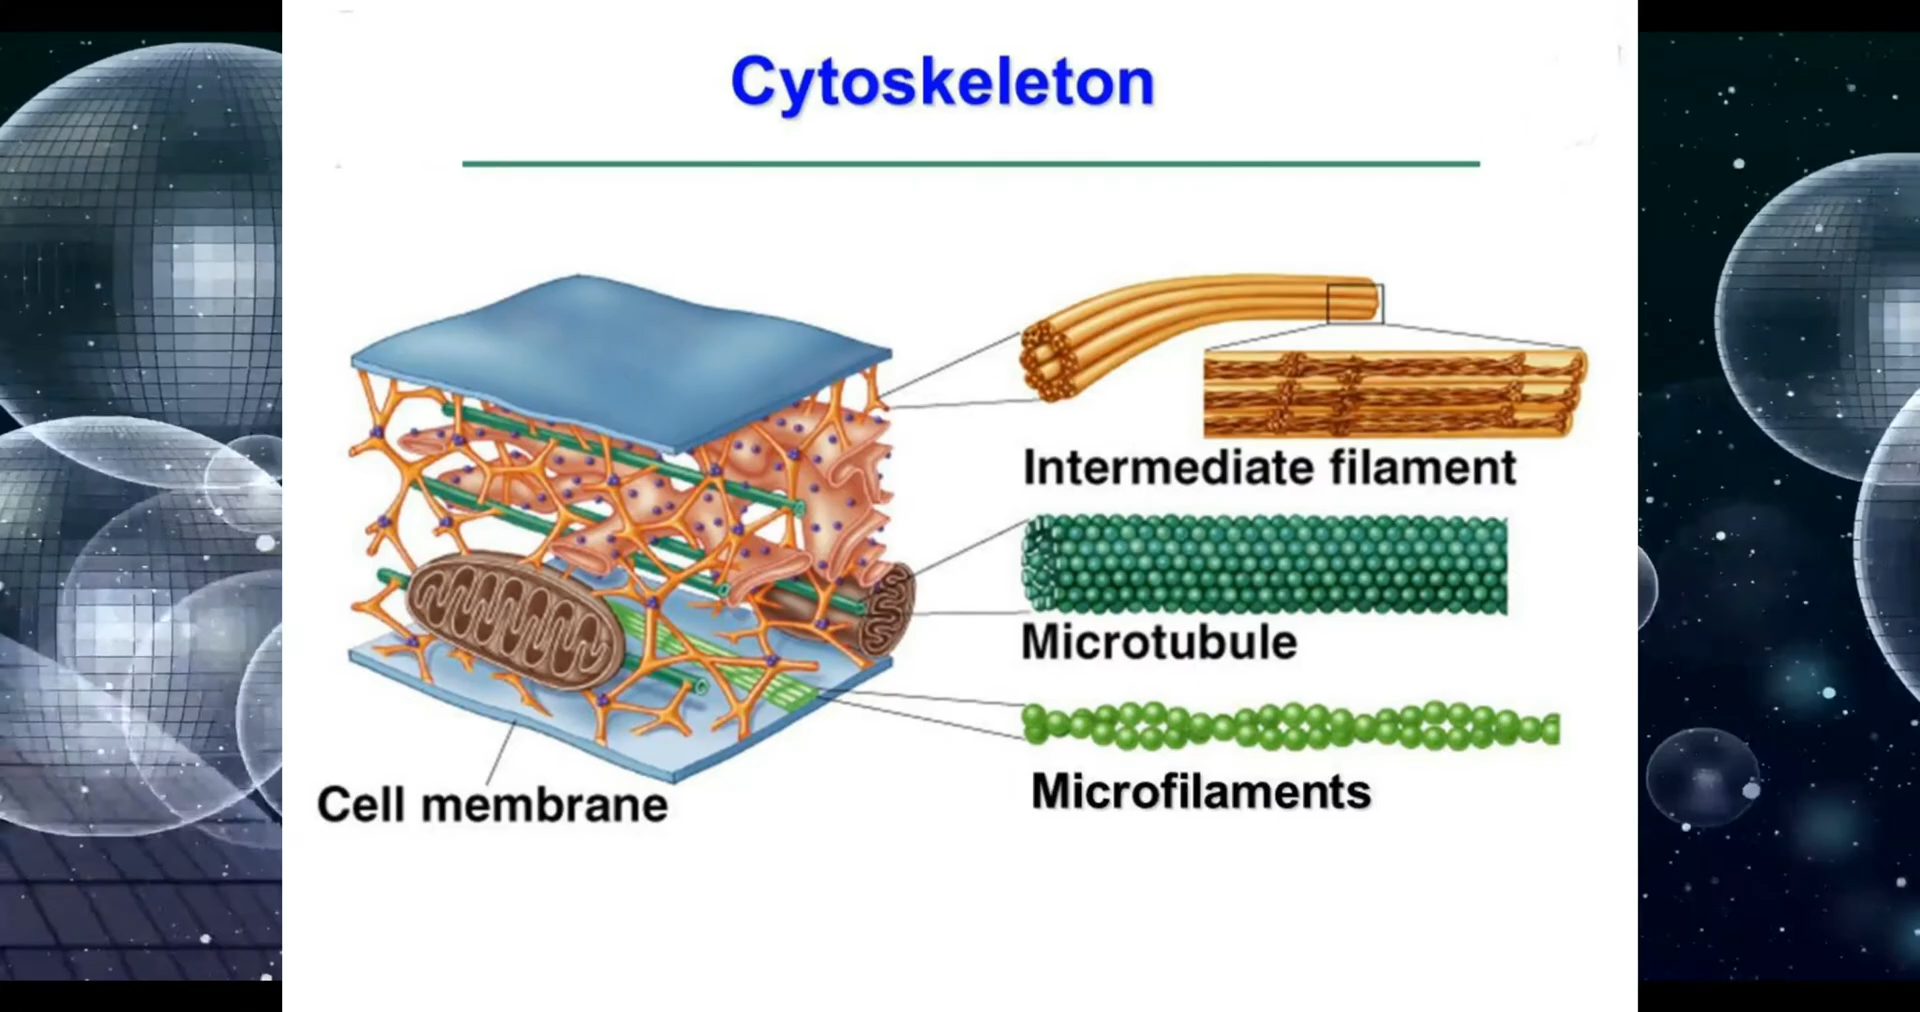 Cytoskeleton
Intermediate filament
Microtubule
Microfilaments
Cell membrane